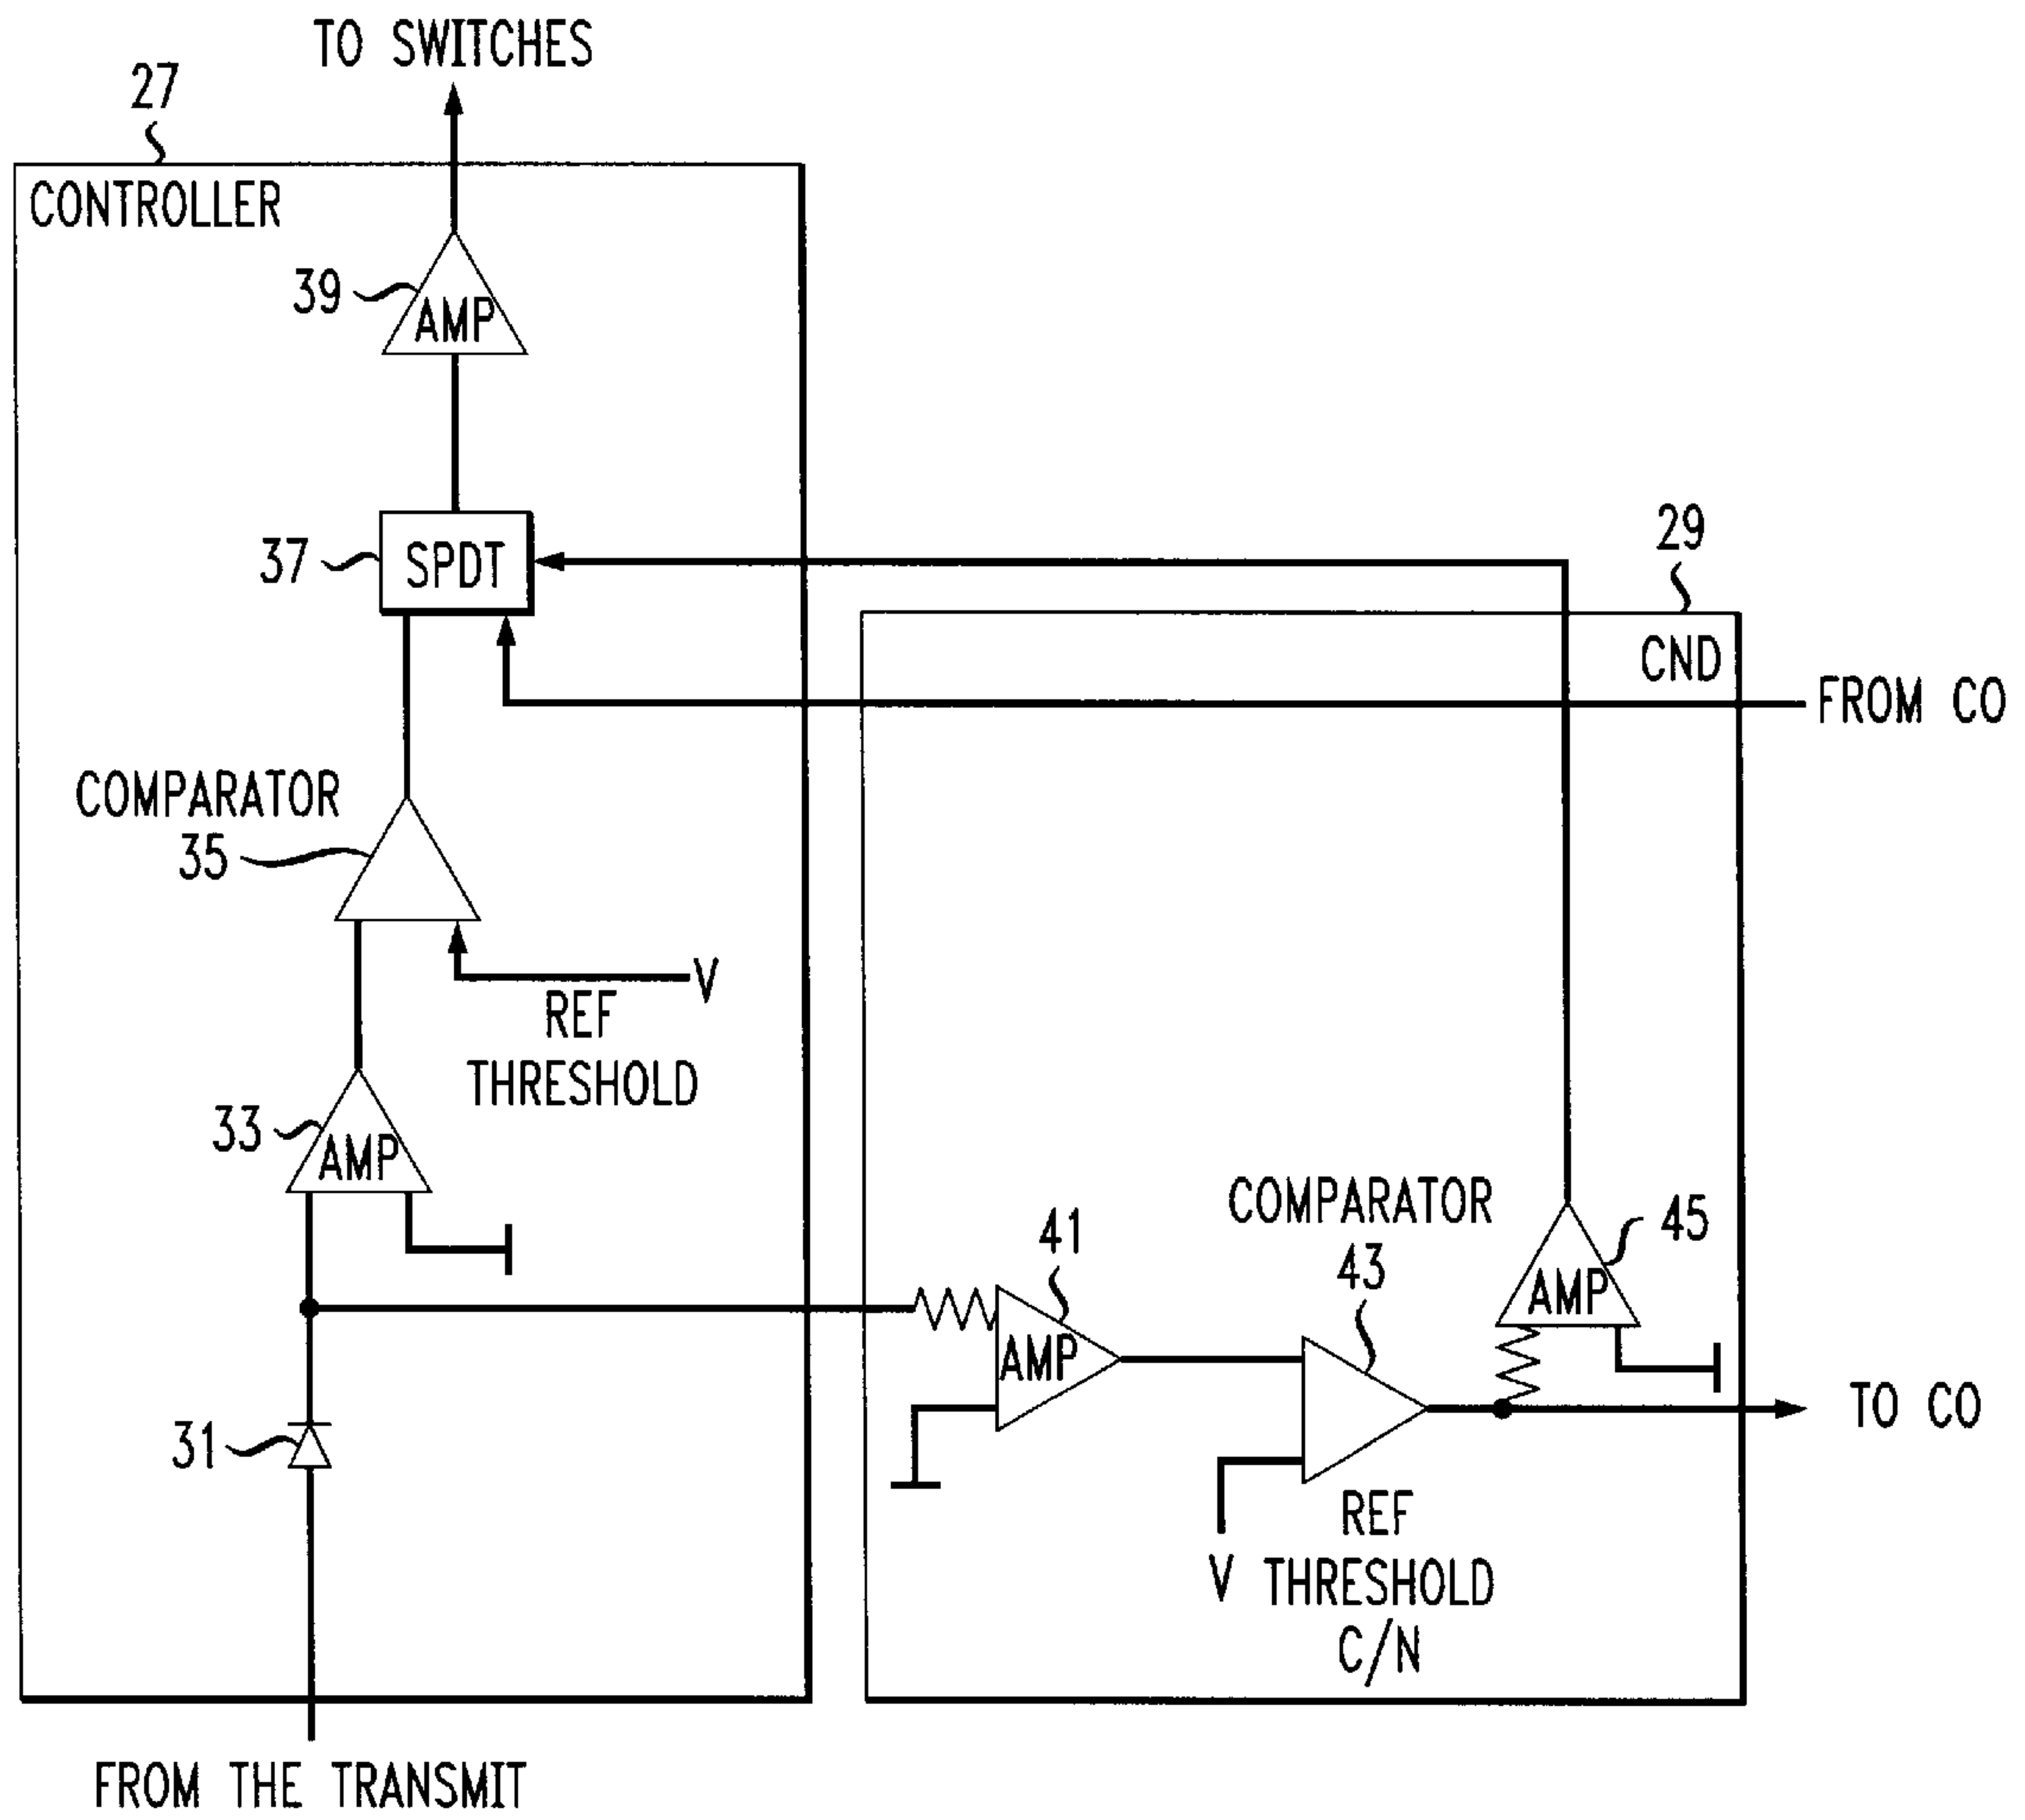 TO SWITCHES
27
CONTROLLER
39
AMP
37
SPDT
29
CND
FROM CO
COMPARATOR
35
V
REF
THRESHOLD
33
AMP
41
AMP
COMPARATOR
43
45
AMP
TO CO
31
REF
V THRESHOLD
C/N
FROM THE TRANSMIT